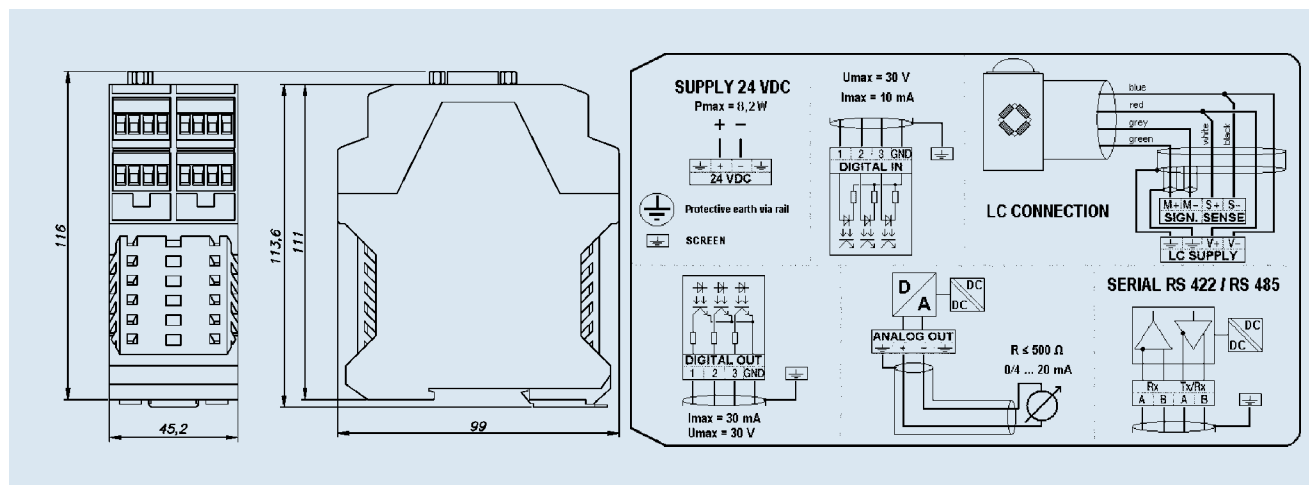 116
45,2
113,6
111
99
SUPPLY 24 VDC
Pmax = 8,2W
+ −
+ −
24 VDC
Protective earth via rail
SCREEN
Umax = 30 V
Imax = 10 mA
1 2 3 GND
DIGITAL IN
blue
red
grey
green
white
black
LC CONNECTION
M+ M− S+ S−
SIGN. SENSE
V+ V−
LC SUPPLY
DIGITAL OUT
1 2 3 GND
Imax = 30 mA
Umax = 30 V
D
A
DC
DC
ANALOG OUT
+ −
R ≤ 500 Ω
0/4 ... 20 mA
SERIAL RS 422 / RS 485
DC
DC
Rx Tx/Rx
A B A B